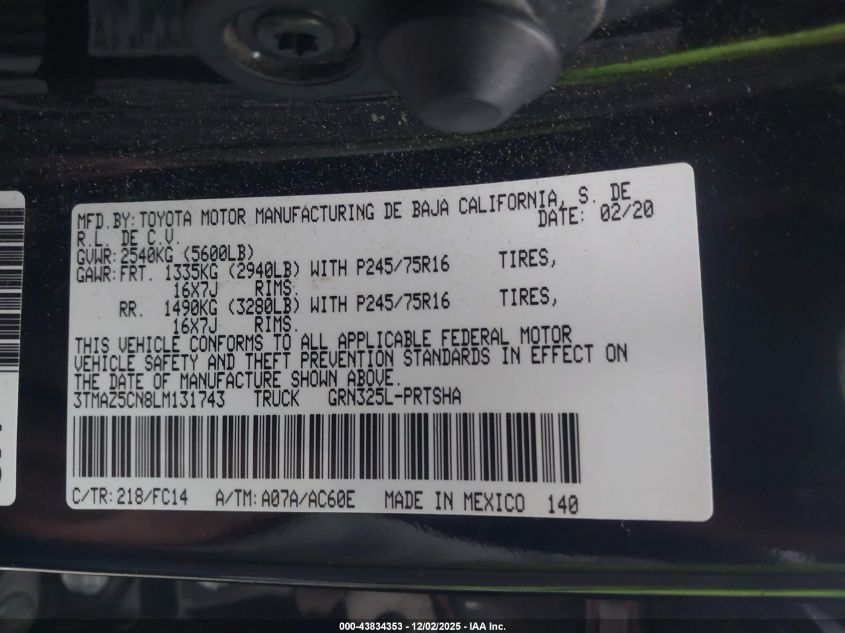 MFD.BY:TOYOTA MOTOR MANUFACTURING DE BAJA CALIFORNIA, S. DE
R.L. DE C.V. DATE: 02/20
GVWR:2540KG (5600LB)
GAWR:FRT. 1335KG (2940LB) WITH P245/75R16 TIRES,
16X7J RIMS.
RR. 1490KG (3280LB) WITH P245/75R16 TIRES,
16X7J RIMS.
THIS VEHICLE CONFORMS TO ALL APPLICABLE FEDERAL MOTOR
VEHICLE SAFETY AND THEFT PREVENTION STANDARDS IN EFFECT ON
THE DATE OF MANUFACTURE SHOWN ABOVE.
3TMAZ5CN8LM131743 TRUCK GRN325L-PRTSHA
C/TR:218/FC14 A/TM:A07A/AC60E MADE IN MEXICO 140
000-43834353 - 12/02/2025 - IAA Inc.